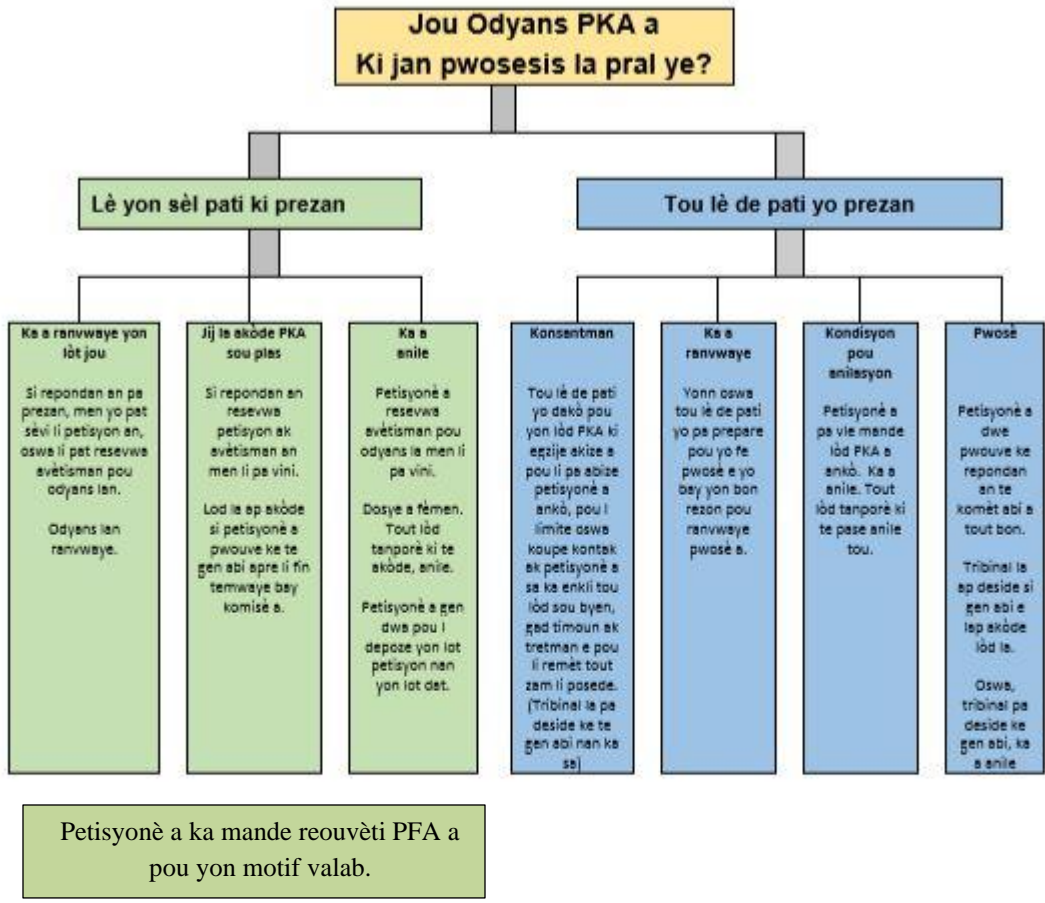 Jou Odyans PKA a
Ki jan pwosesis la pral ye?
Lè yon sèl pati ki prezan
Tou lè de pati yo prezan
Ka a ranvwaye yon
lòt jou
Si repondan an pa
prezan, men yo pat
sèvi li petisyon an,
oswa li pat resevwa
avètisman pou
odyans lan.
Odyans lan
ranvwaye.
Jij la akòde PKA
sou plas
Si repondan an
resevwa
petisyon ak
avètisman an
men li pa vini.
Lod la ap akòde
si petisyonè a
pwouve ke te
gen abi apre li fin
temwaye bay
komisè a.
Ka a
anile
Petisyonè a
resevwa
avètisman pou
odyans la men li
pa vini.
Dosye a fèmen.
Tout lòd
tanporè ki te
akòde, anile.
Petisyonè a gen
dwa pou l
depoze yon lot
petisyon nan
yon lot dat.
Konsantman
Tou lè de pati
yo dakò pou
yon lòd PKA ki
egzije akize a
pou li pa abize
petisyonè a
ankò, pou l
limite oswa
koupe kontak
ak petisyonè a
sa ka enkli tou
lòd sou byen,
gad timoun ak
tretman e pou
li remèt tout
zam li posede.
(Tribinal la pa
deside ke te
gen abi nan ka
sa)
Ka a
ranvwaye
Yonn oswa
tou lè de pati
yo pa prepare
pou yo fe
pwosè e yo
bay yon bon
rezon pou
ranvwaye
pwosè a.
Kondisyon
pou
anilasyon
Petisyonè a
pa vle mande
lòd PKA a
ankò. Ka a
anile. Tout
lòd tanporè ki
te pase anile
tou.
Pwosè
Petisyonè a
dwe
pwouve ke
repondan
an te
komèt abi a
tout bon.
Tribinal la
ap deside si
gen abi e
lap akòde
lòd la.
Oswa,
tribinal pa
deside ke
gen abi, ka
a anile
Petisyonè a ka mande reouvèti PFA a
pou yon motif valab.